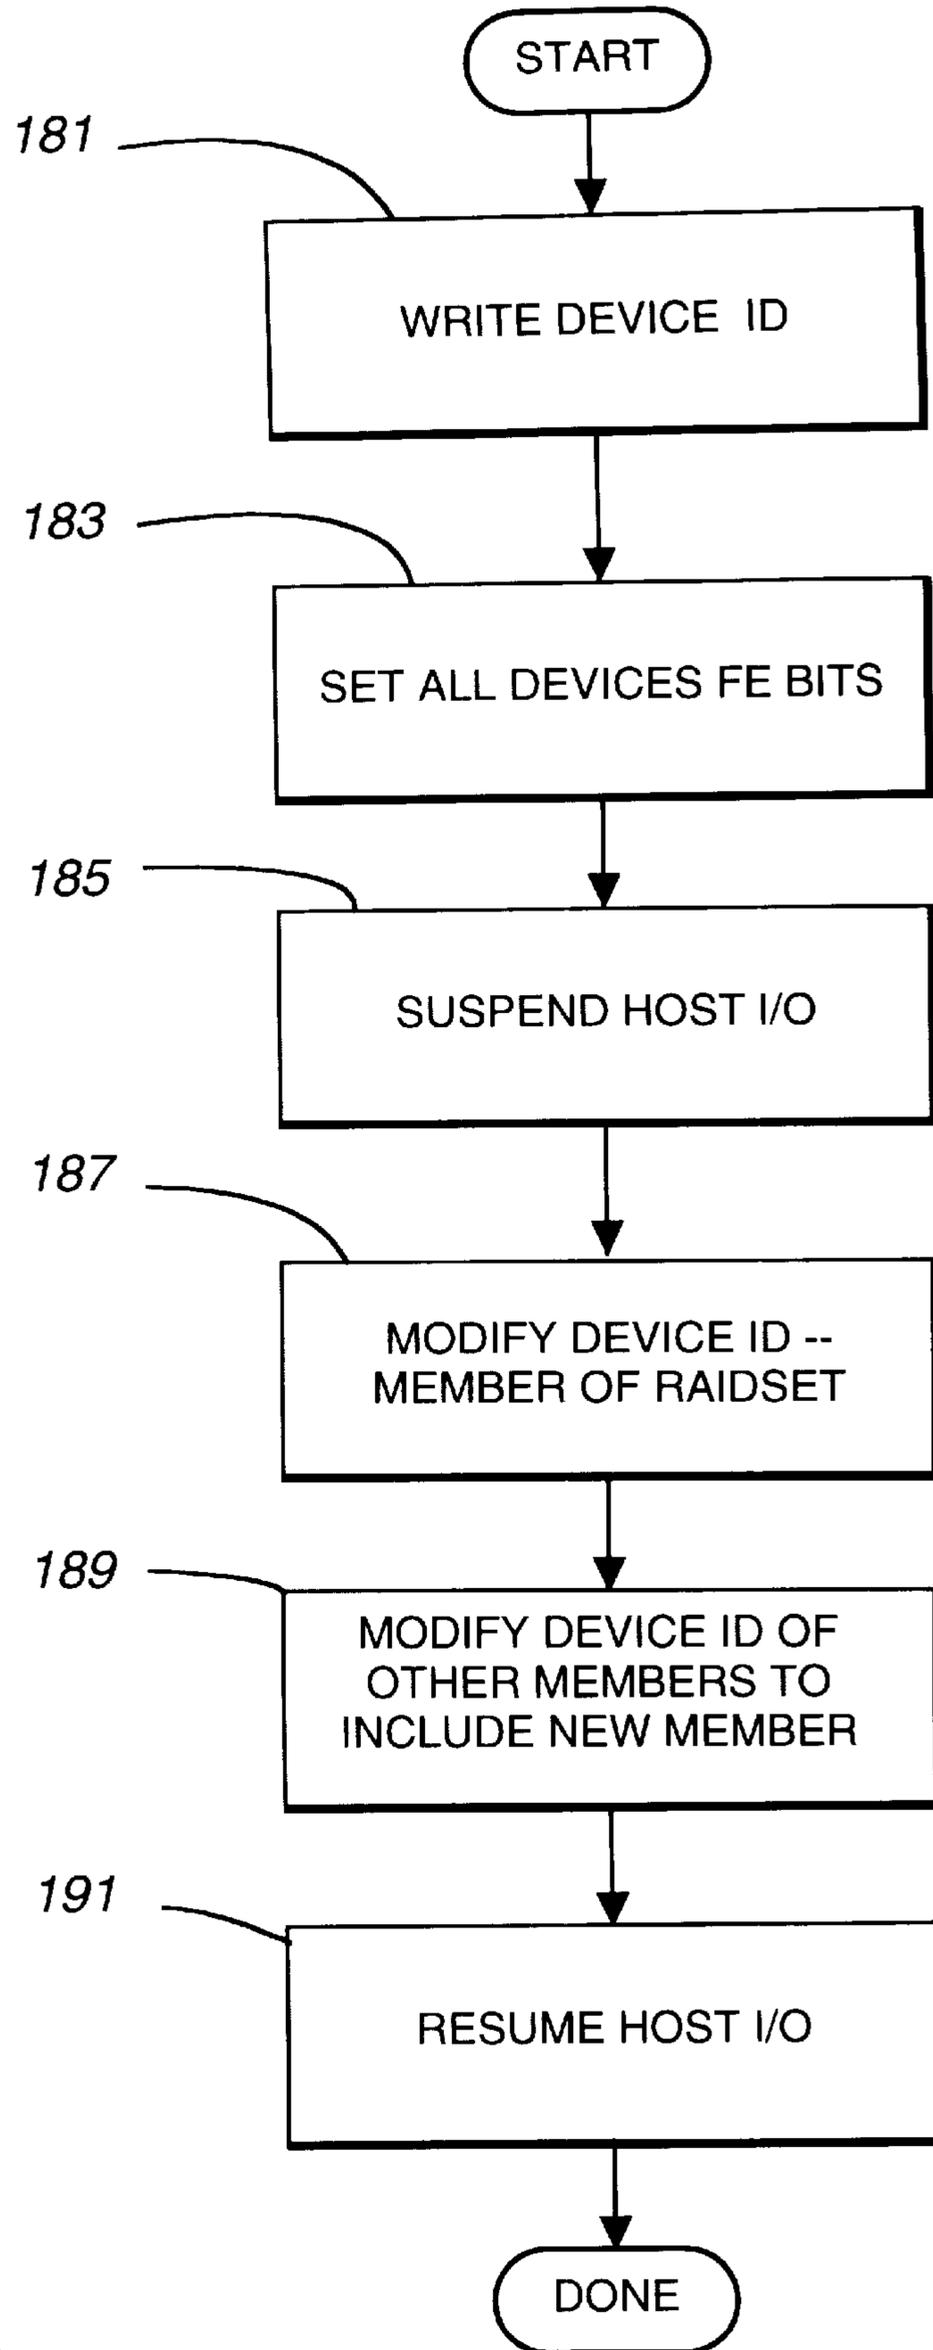 START
181
WRITE DEVICE ID
183
SET ALL DEVICES FE BITS
185
SUSPEND HOST I/O
187
MODIFY DEVICE ID --
MEMBER OF RAIDSET
189
MODIFY DEVICE ID OF
OTHER MEMBERS TO
INCLUDE NEW MEMBER
191
RESUME HOST I/O
DONE